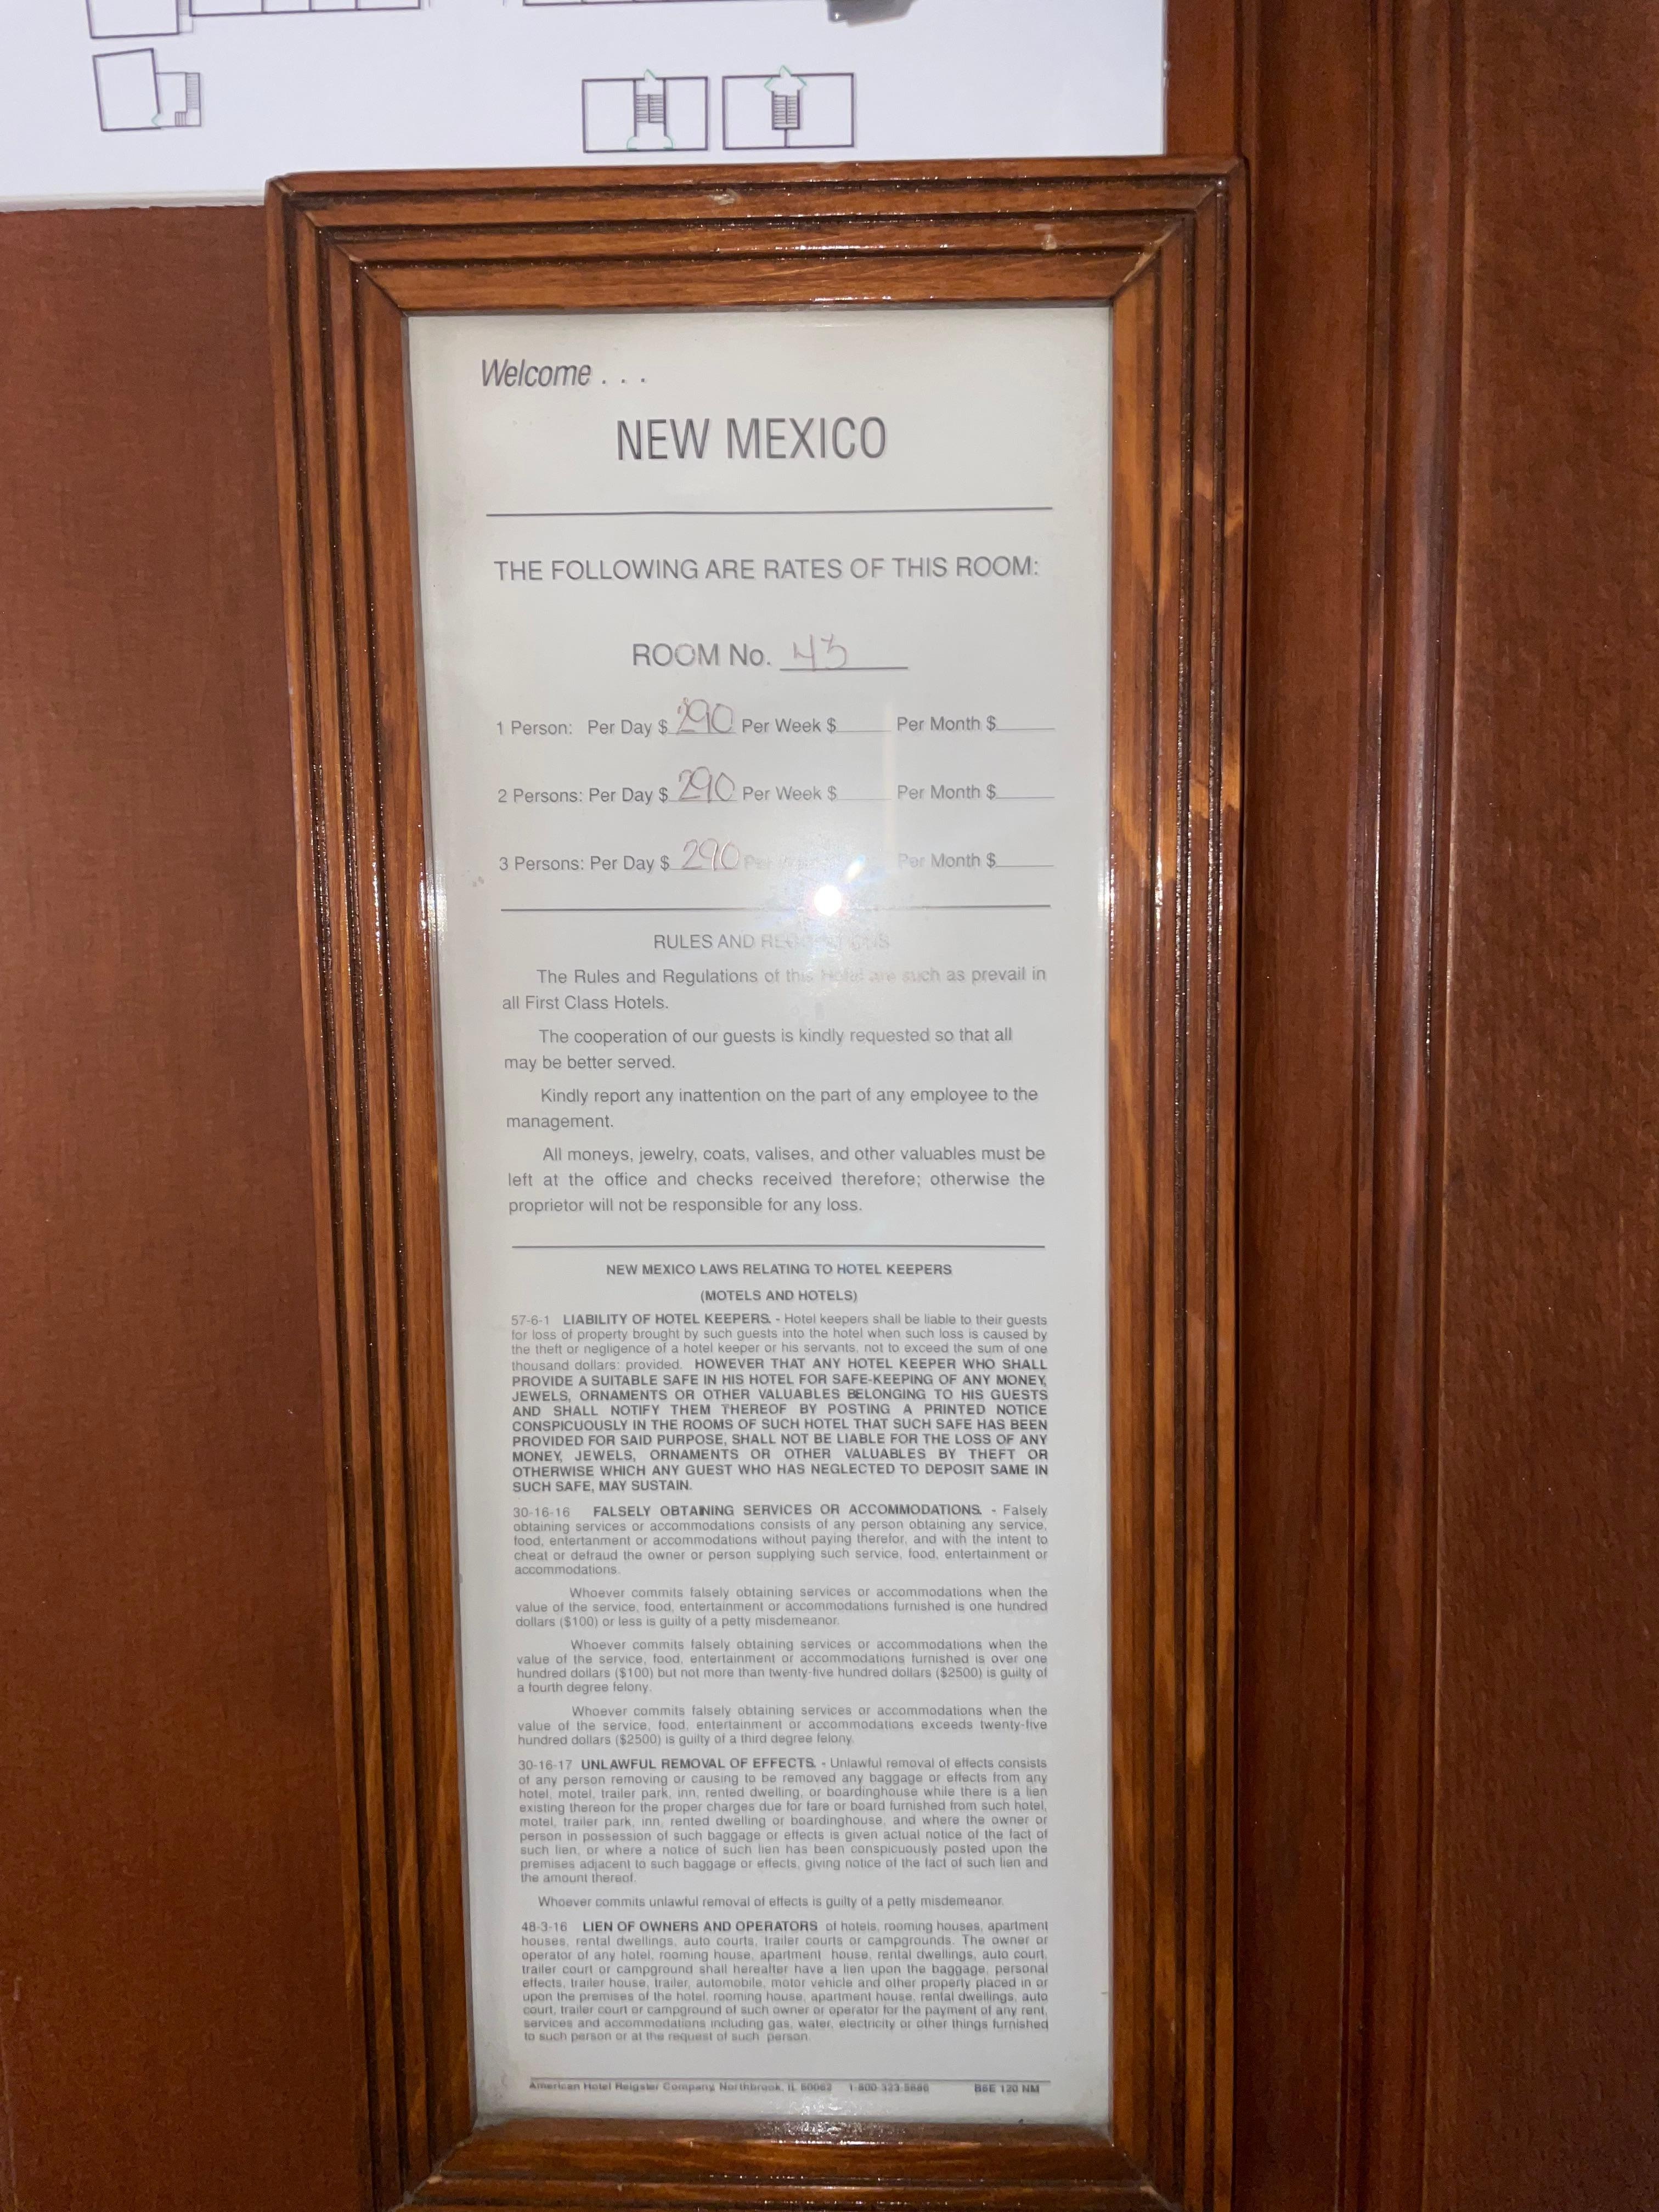 Welcome . . .
NEW MEXICO
THE FOLLOWING ARE RATES OF THIS ROOM:
ROOM No. 43
1 Person: Per Day $ 290 Per Week $ Per Month $
2 Persons: Per Day $ 290 Per Week $ Per Month $
3 Persons: Per Day $ 290 Per Month $
RULES AND REGULATIONS
The Rules and Regulations of this Hotel are such as prevail in
all First Class Hotels.
The cooperation of our guests is kindly requested so that all
may be better served.
Kindly report any inattention on the part of any employee to the
management.
All moneys, jewelry, coats, valises, and other valuables must be
left at the office and checks received therefore; otherwise the
proprietor will not be responsible for any loss.
NEW MEXICO LAWS RELATING TO HOTEL KEEPERS
(MOTELS AND HOTELS)
57-6-1 LIABILITY OF HOTEL KEEPERS. - Hotel keepers shall be liable to their guests
for loss of property brought by such guests into the hotel when such loss is caused by
the theft or negligence of a hotel keeper or his servants, not to exceed the sum of one
thousand dollars: provided. HOWEVER THAT ANY HOTEL KEEPER WHO SHALL
PROVIDE A SUITABLE SAFE IN HIS HOTEL FOR SAFE-KEEPING OF ANY MONEY,
JEWELS, ORNAMENTS OR OTHER VALUABLES BELONGING TO HIS GUESTS
AND SHALL NOTIFY THEM THEREOF BY POSTING A PRINTED NOTICE
CONSPICUOUSLY IN THE ROOMS OF SUCH HOTEL THAT SUCH SAFE HAS BEEN
PROVIDED FOR SAID PURPOSE, SHALL NOT BE LIABLE FOR THE LOSS OF ANY
MONEY, JEWELS, ORNAMENTS OR OTHER VALUABLES BY THEFT OR
OTHERWISE WHICH ANY GUEST WHO HAS NEGLECTED TO DEPOSIT SAME IN
SUCH SAFE, MAY SUSTAIN.
30-16-16 FALSELY OBTAINING SERVICES OR ACCOMMODATIONS. - Falsely
obtaining services or accommodations consists of any person obtaining any service,
food, entertanment or accommodations without paying therefor, and with the intent to
cheat or defraud the owner or person supplying such service, food, entertainment or
accommodations.
Whoever commits falsely obtaining services or accommodations when the
value of the service, food, entertainment or accommodations furnished is one hundred
dollars ($100) or less is guilty of a petty misdemeanor.
Whoever commits falsely obtaining services or accommodations when the
value of the service, food, entertainment or accommodations furnished is over one
hundred dollars ($100) but not more than twenty-five hundred dollars ($2500) is guilty of
a fourth degree felony.
Whoever commits falsely obtaining services or accommodations when the
value of the service, food, entertainment or accommodations exceeds twenty-five
hundred dollars ($2500) is guilty of a third degree felony.
30-16-17 UNLAWFUL REMOVAL OF EFFECTS. - Unlawful removal of effects consists
of any person removing or causing to be removed any baggage or effects from any
hotel, motel, trailer park, inn, rented dwelling, or boardinghouse while there is a lien
existing thereon for the proper charges due for fare or board furnished from such hotel,
motel, trailer park, inn, rented dwelling or boardinghouse, and where the owner or
person in possession of such baggage or effects is given actual notice of the fact of
such lien, or where a notice of such lien has been conspicuously posted upon the
premises adjacent to such baggage or effects, giving notice of the fact of such lien and
the amount thereof.
Whoever commits unlawful removal of effects is guilty of a petty misdemeanor.
48-3-16 LIEN OF OWNERS AND OPERATORS of hotels, rooming houses, apartment
houses, rental dwellings, auto courts, trailer courts or campgrounds. The owner or
operator of any hotel, rooming house, apartment house, rental dwellings, auto court,
trailer court or campground shall hereafter have a lien upon the baggage, personal
effects, trailer house, trailer, automobile, motor vehicle and other property placed in or
upon the premises of the hotel, rooming house, apartment house, rental dwellings, auto
court, trailer court or campground of such owner or operator for the payment of any rent,
services and accommodations including gas, water, electricity or other things furnished
to such person or at the request of such person.
American Hotel Reigster Company, Northbrook, IL 60062 1-800-323-5686 B6E 120 NM